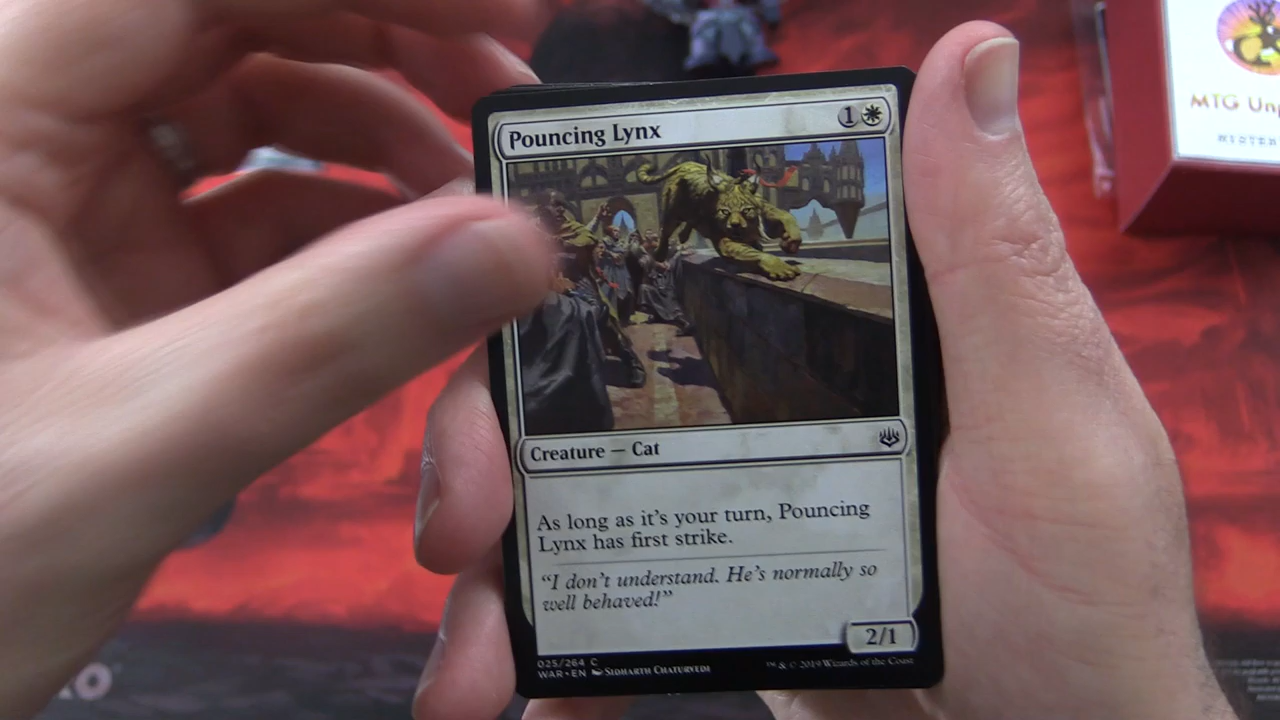 MTG
Pouncing Lynx
1
Creature — Cat
As long as it's your turn, Pouncing
Lynx has first strike.
"I don't understand. He's normally so
well behaved!"
2/1
025/264 C
WAR • EN Sidharth Chaturvedi
™ & © 2019 Wizards of the Coast